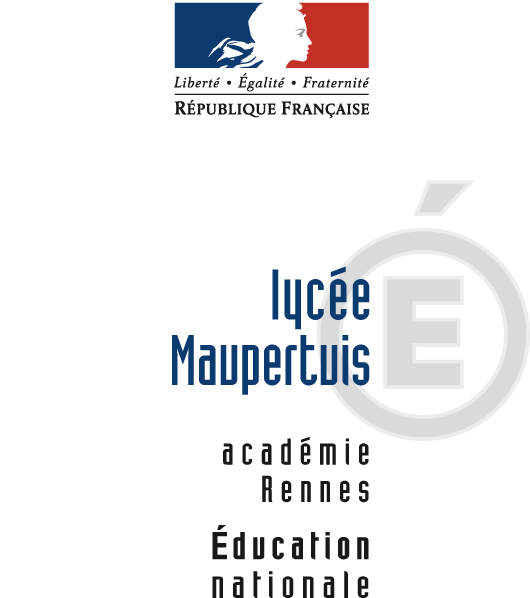 Liberté • Égalité • Fraternité
RÉPUBLIQUE FRANÇAISE
É
lycée
Maupertuis
académie
Rennes
Éducation
nationale